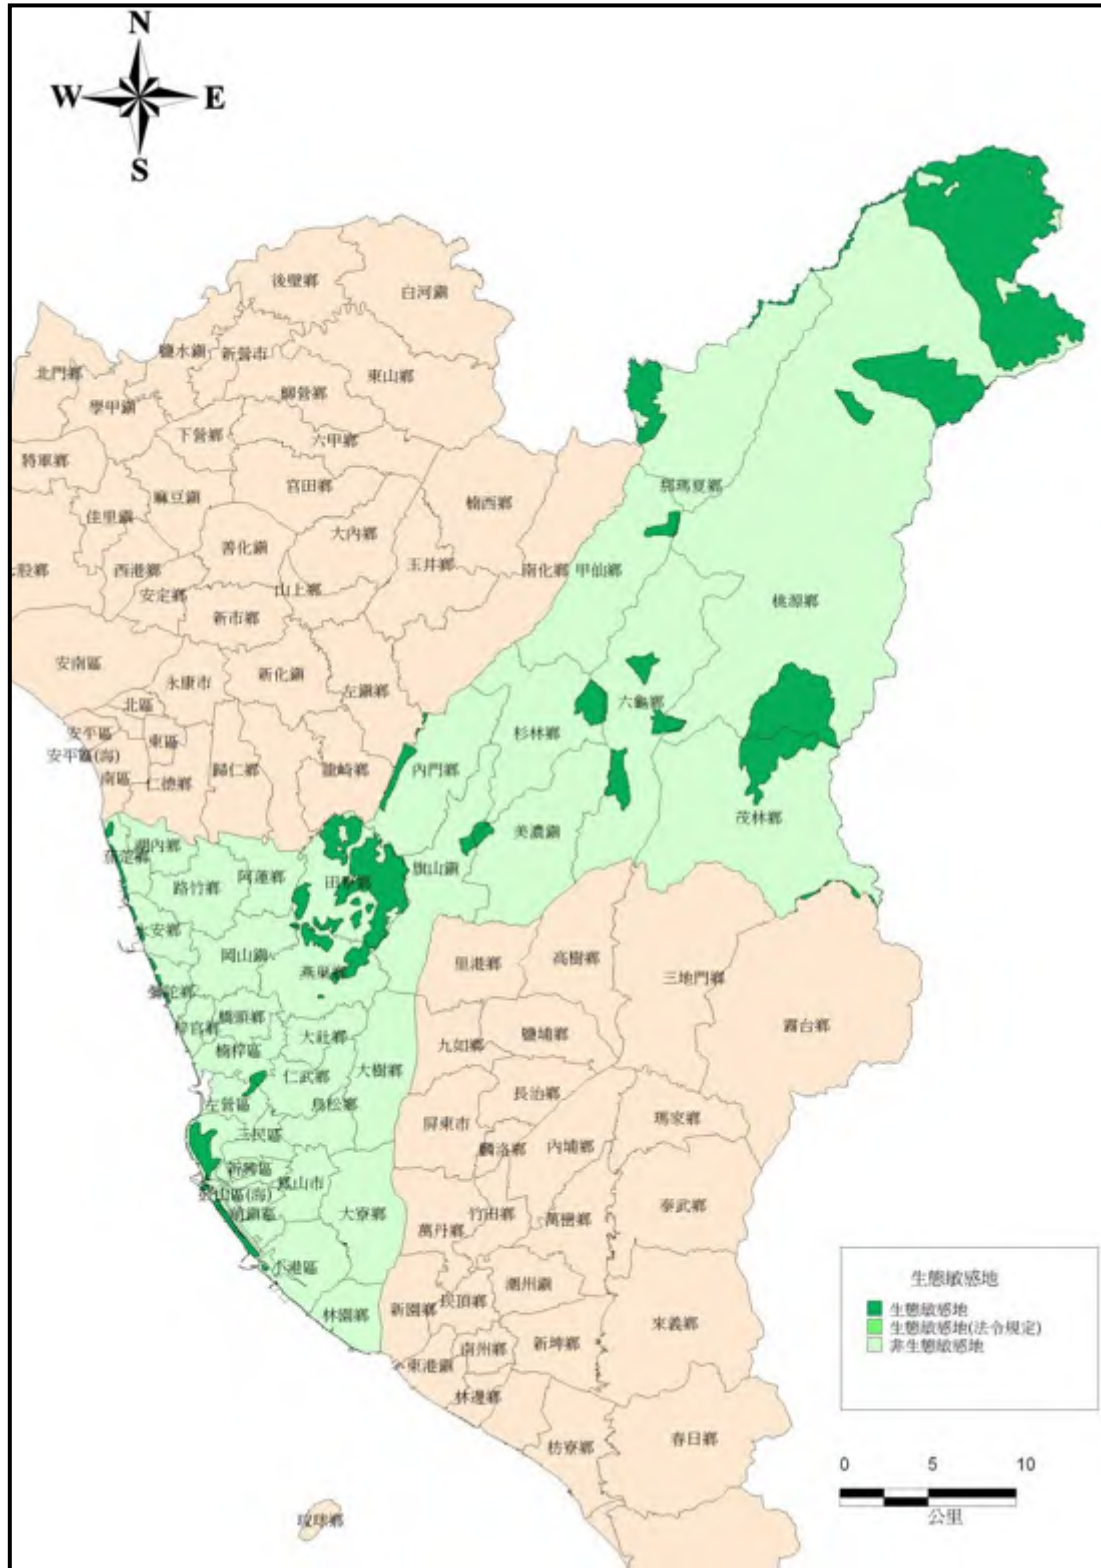 N
W E
S
後壁鄉
白河鎮
鹽水鎮
新營市
北門鄉
東山鄉
柳營鄉
學甲鎮
下營鄉
六甲鄉
將軍鄉
官田鄉
麻豆鎮
楠西鄉
那瑪夏鄉
佳里鎮
大內鄉
善化鎮
七股鄉
西港鄉
玉井鄉
南化鄉
甲仙鄉
安定鄉
山上鄉
新市鄉
桃源鄉
安南區
新化鎮
永康市
左鎮鄉
北區
六龜鄉
安平區
東區
杉林鄉
安平區(海)
南區
仁德鄉
歸仁鄉
龍崎鄉
內門鄉
茂林鄉
美濃鎮
湖內鄉
茄萣鄉
旗山鎮
路竹鄉
阿蓮鄉
田寮鄉
永安鄉
岡山鎮
燕巢鄉
里港鄉
高樹鄉
三地門鄉
彌陀鄉
霧台鄉
梓官鄉
橋頭鄉
大社鄉
九如鄉
鹽埔鄉
楠梓區
大樹鄉
仁武鄉
長治鄉
左營區
鳥松鄉
屏東市
瑪家鄉
三民區
麟洛鄉
內埔鄉
新興區
鳳山市
泰武鄉
鼓山區(海)
竹田鄉
前鎮區
大寮鄉
萬丹鄉
萬巒鄉
小港區
潮州鎮
林園鄉
新園鄉
崁頂鄉
來義鄉
新埤鄉
南州鄉
東港鎮
林邊鄉
枋寮鄉
春日鄉
琉球鄉
生態敏感地
生態敏感地
生態敏感地(法令規定)
非生態敏感地
0 5 10
公里